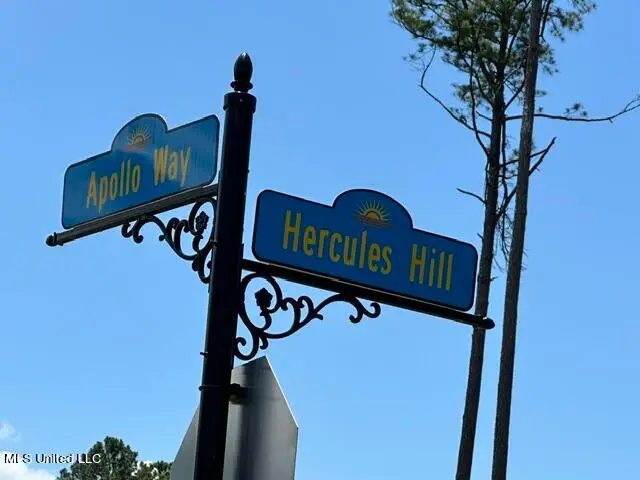 Apollo Way
Hercules Hill
MLS United LLC